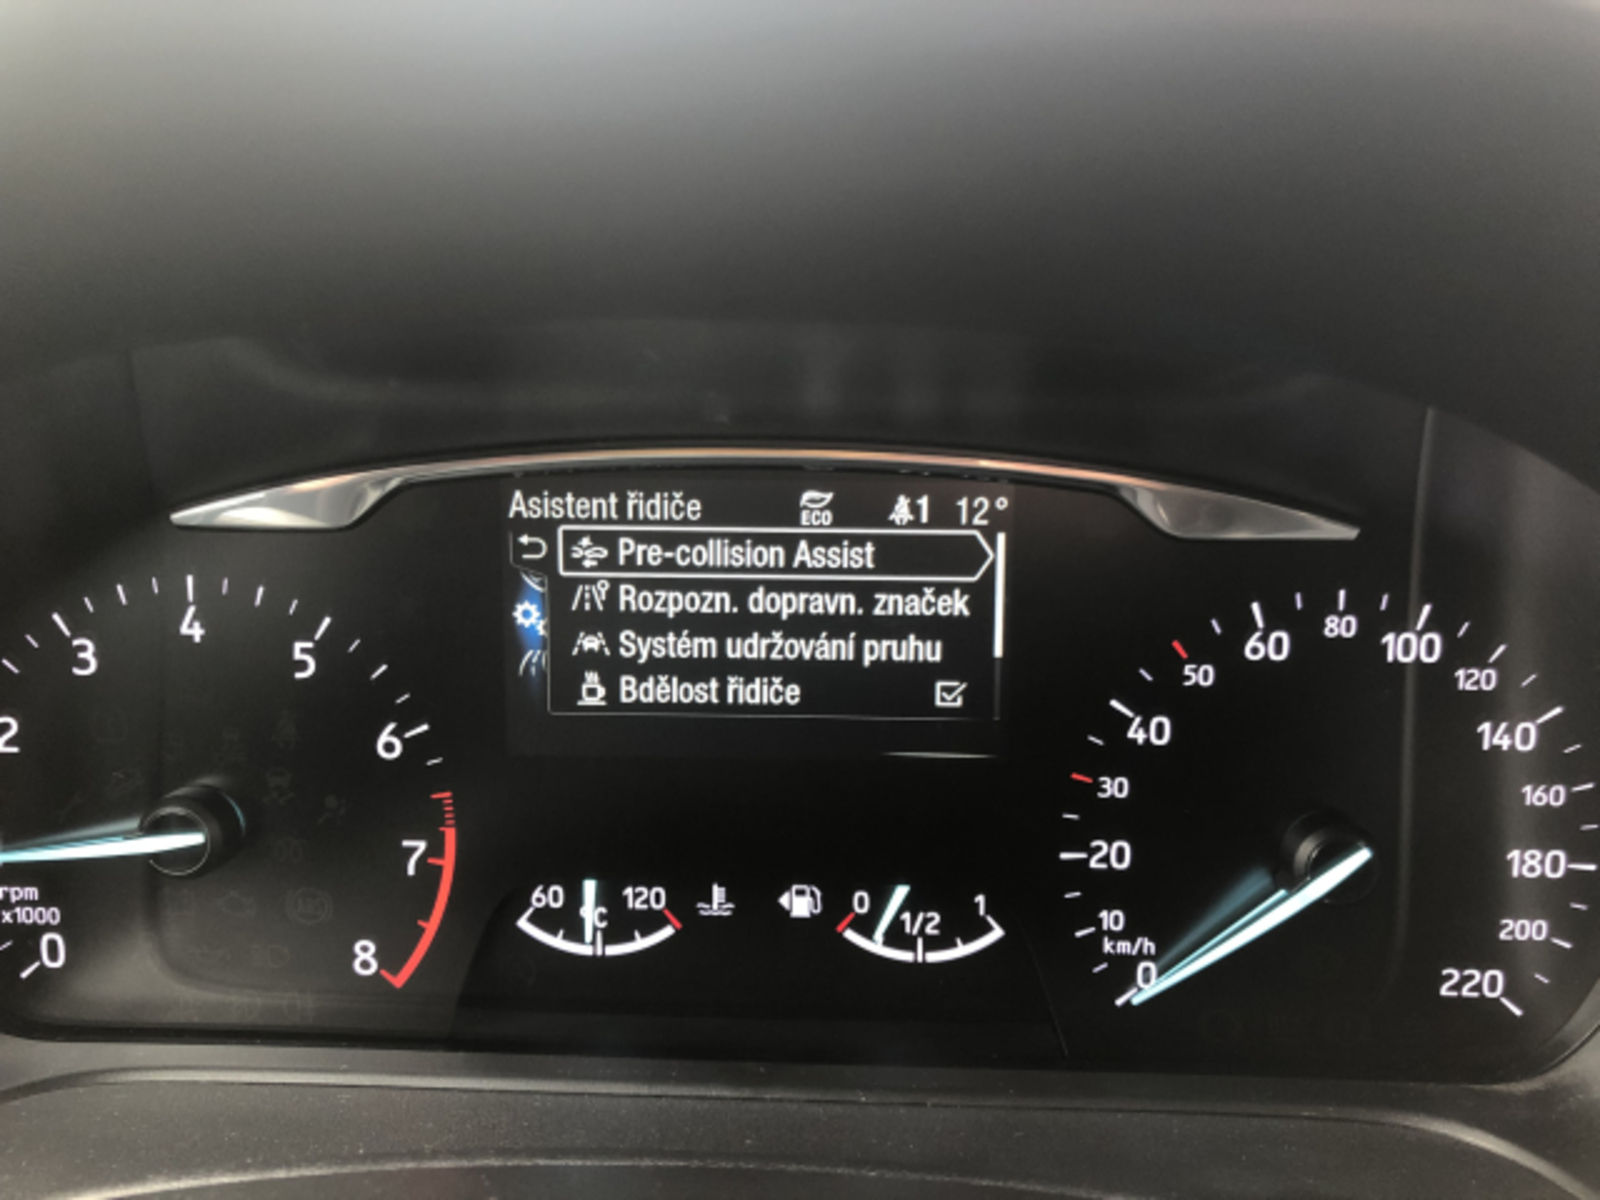 Asistent řidiče ECO 1 12°
Pre-collision Assist
Rozpozn. dopravn. značek
Systém udržování pruhu
Bdělost řidiče
2 3 4 5 6 7 8
rpm
x1000
0
60 °C 120
0 1/2 1
0 10 20 30 40 50 60 80 100 120 140 160 180 200 220
km/h